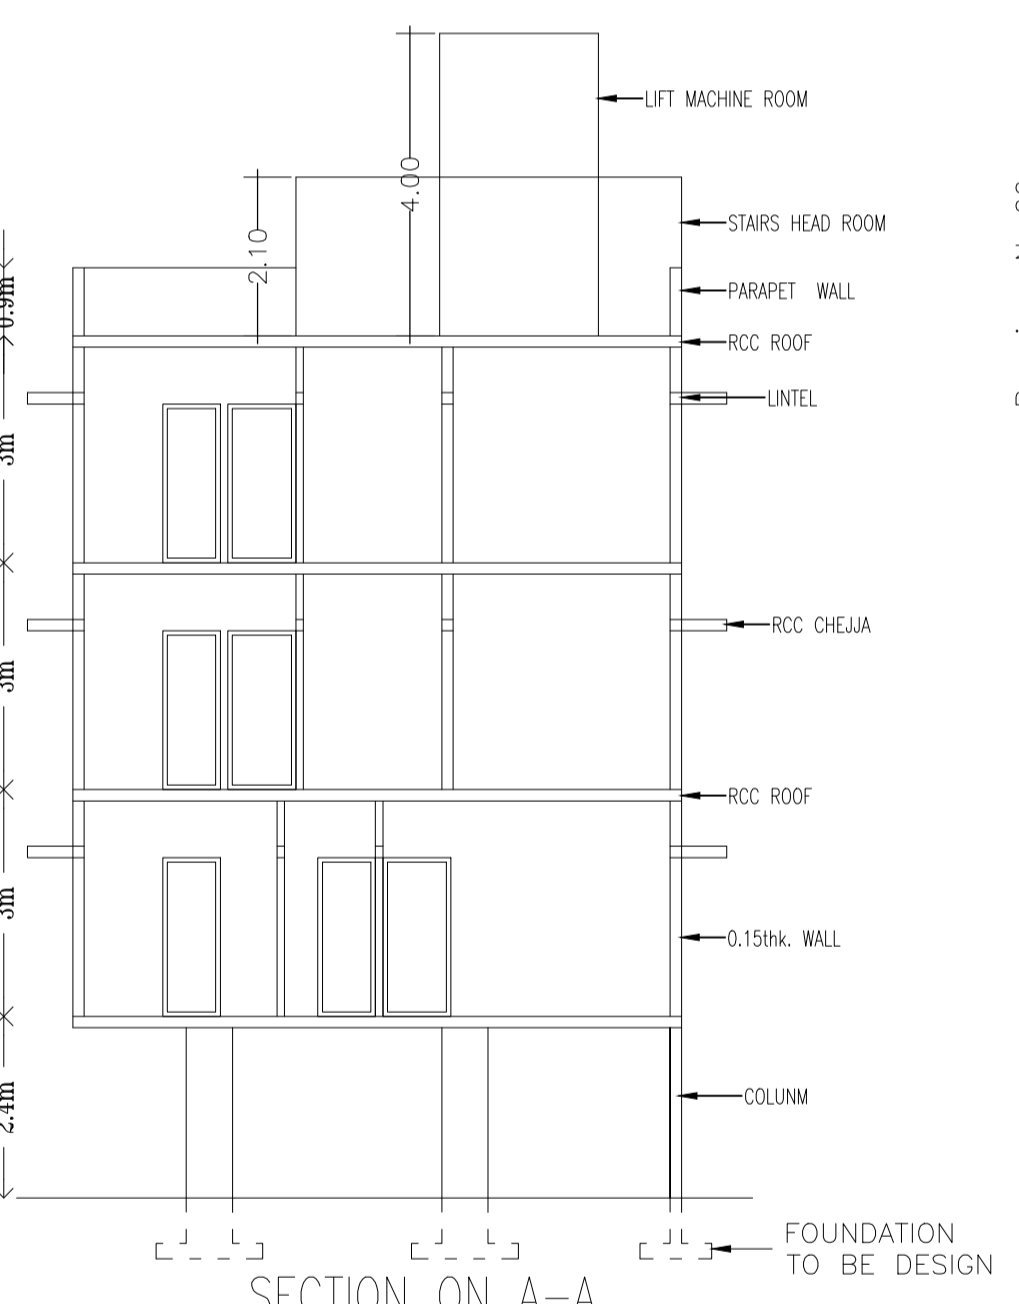 LIFT MACHINE ROOM
4.00
STAIRS HEAD ROOM
2.10
PARAPET WALL
0.9m
RCC ROOF
LINTEL
3m
RCC CHEJJA
3m
RCC ROOF
3m
0.15thk. WALL
COLUNM
2.4m
FOUNDATION
TO BE DESIGN
SECTION ON A-A